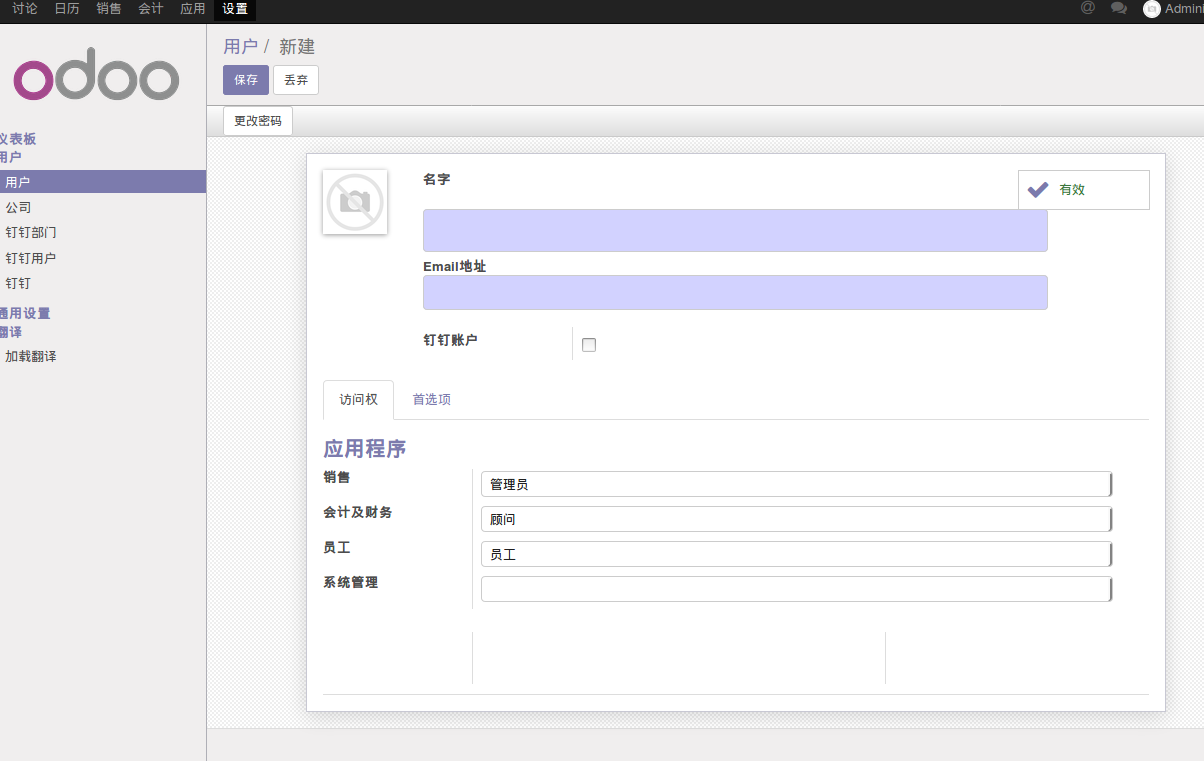 讨论 日历 销售 会计 应用 设置 @ Admini
odoo
用户 / 新建
保存 丢弃
更改密码
仪表板
用户
用户
公司
钉钉部门
钉钉用户
钉钉
通用设置
翻译
加载翻译
名字
有效
Email地址
钉钉账户
访问权 首选项
应用程序
销售 管理员
会计及财务 顾问
员工 员工
系统管理